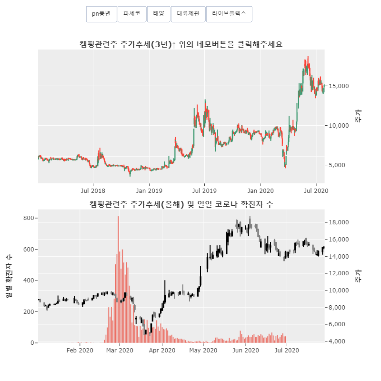 캠핑관련주 주가추세(3년)- 위의 네모버튼을 클릭해주세요
15,000
10,000
5,000
주가
Jul 2018
Jan 2019
Jul 2019
Jan 2020
Jul 2020
캠핑관련주 주가추세(올해) 및 일일 코로나 확진자 수
800
600
400
200
0
일별 확진자 수
18,000
16,000
14,000
12,000
10,000
8,000
6,000
4,000
주가
Feb 2020
Mar 2020
Apr 2020
May 2020
Jun 2020
Jul 2020